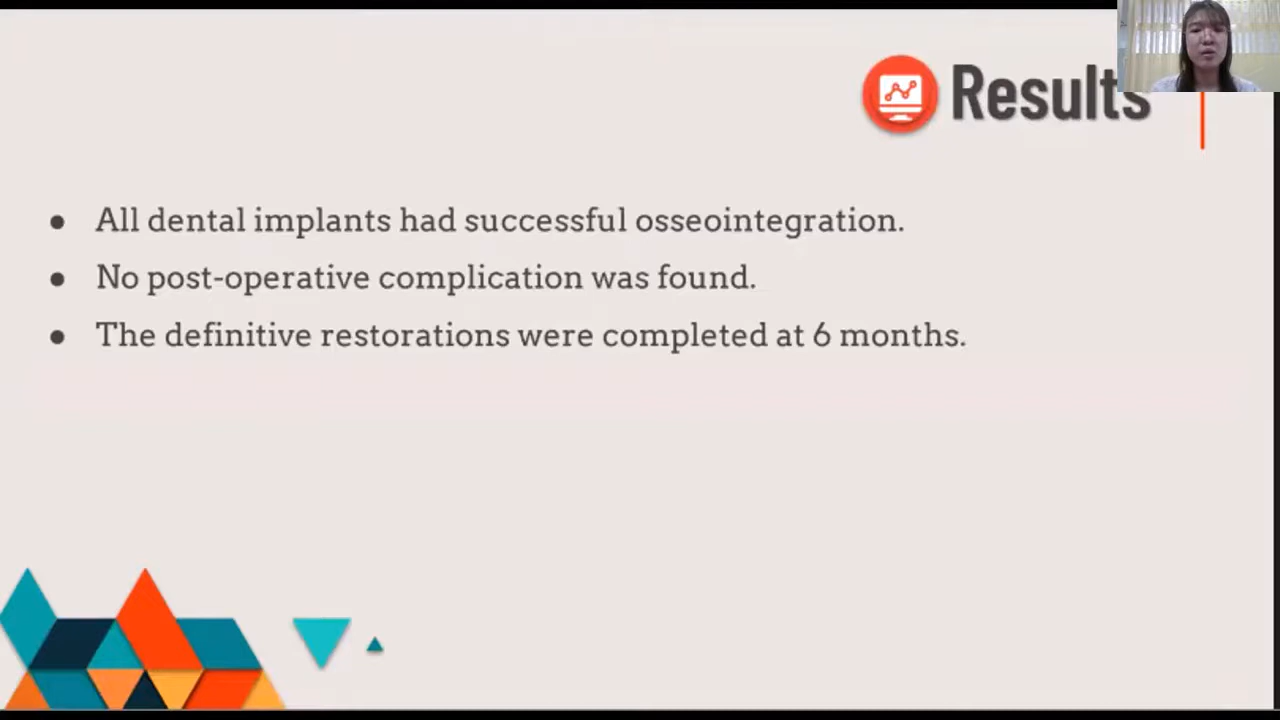 Results
● All dental implants had successful osseointegration.
● No post-operative complication was found.
● The definitive restorations were completed at 6 months.